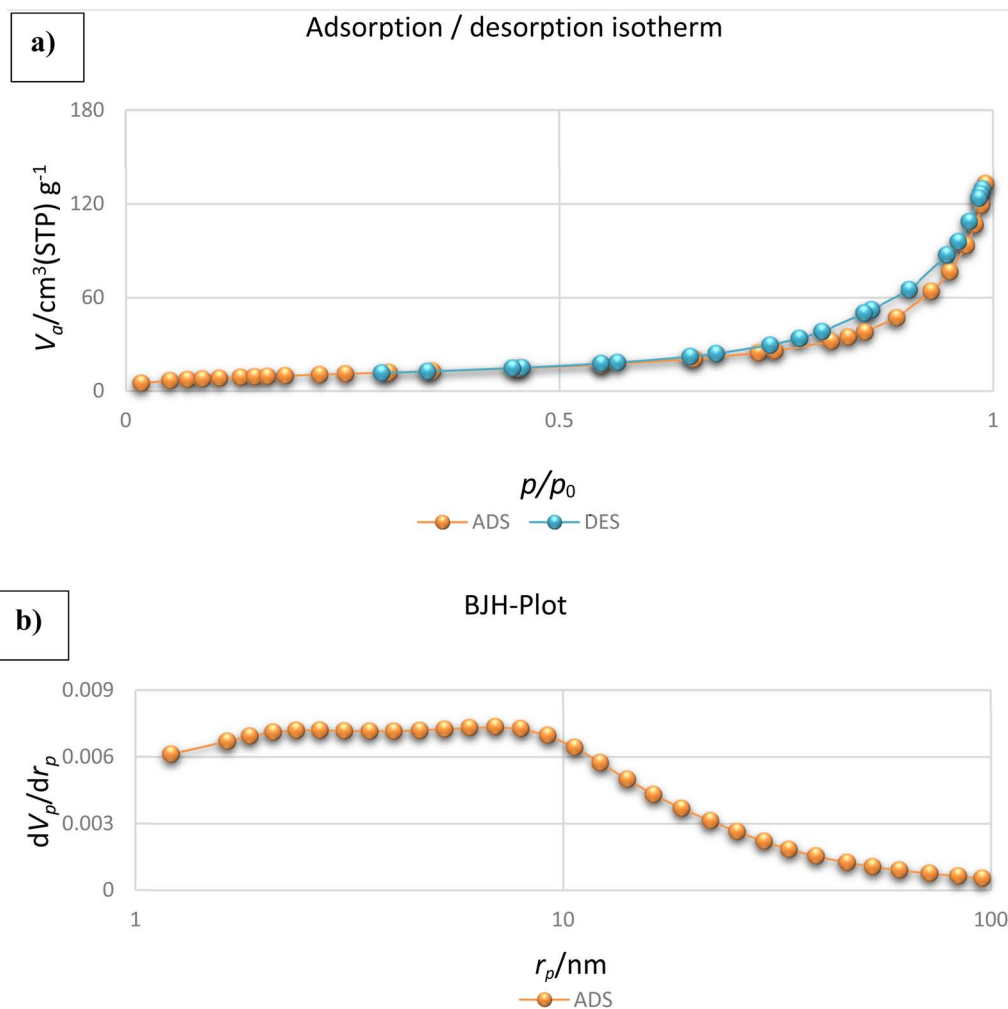 a)
Adsorption / desorption isotherm
180
120
60
0
0 0.5 1
Va/cm³(STP) g⁻¹
p/p₀
ADS DES
b)
BJH-Plot
0.009
0.006
0.003
0
1 10 100
dVp/drp
rp/nm
ADS